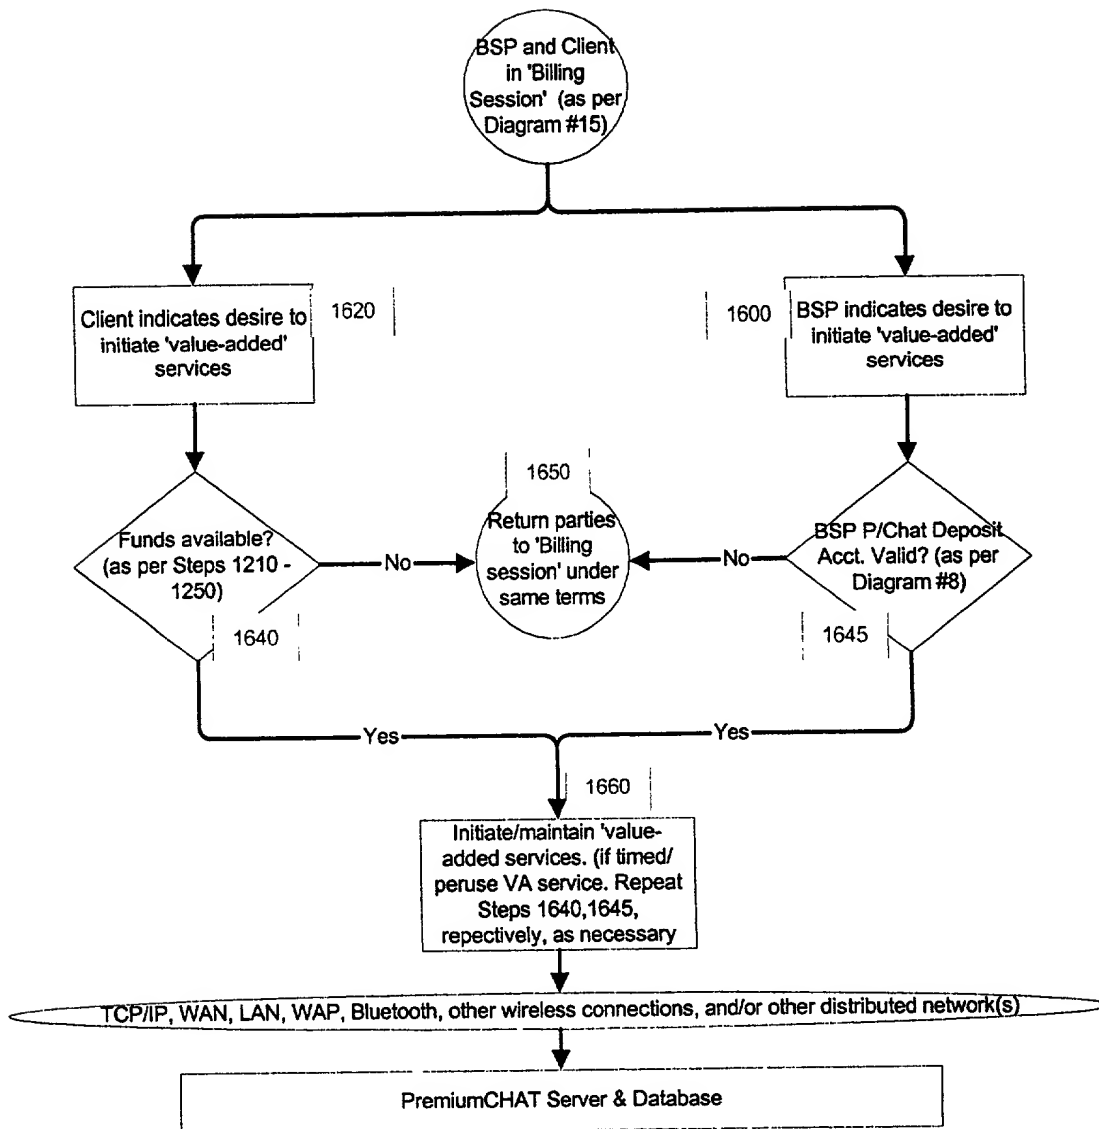 BSP and Client
in 'Billing
Session' (as per
Diagram #15)
Client indicates desire to
initiate 'value-added'
services
1620
1600
BSP indicates desire to
initiate 'value-added'
services
Funds available?
(as per Steps 1210 -
1250)
1640
No
1650
Return parties
to 'Billing
session' under
same terms
No
BSP P/Chat Deposit
Acct. Valid? (as per
Diagram #8)
1645
Yes
Yes
1660
Initiate/maintain 'value-
added services. (if timed/
peruse VA service. Repeat
Steps 1640,1645,
repectively, as necessary
TCP/IP, WAN, LAN, WAP, Bluetooth, other wireless connections, and/or other distributed network(s)
PremiumCHAT Server & Database